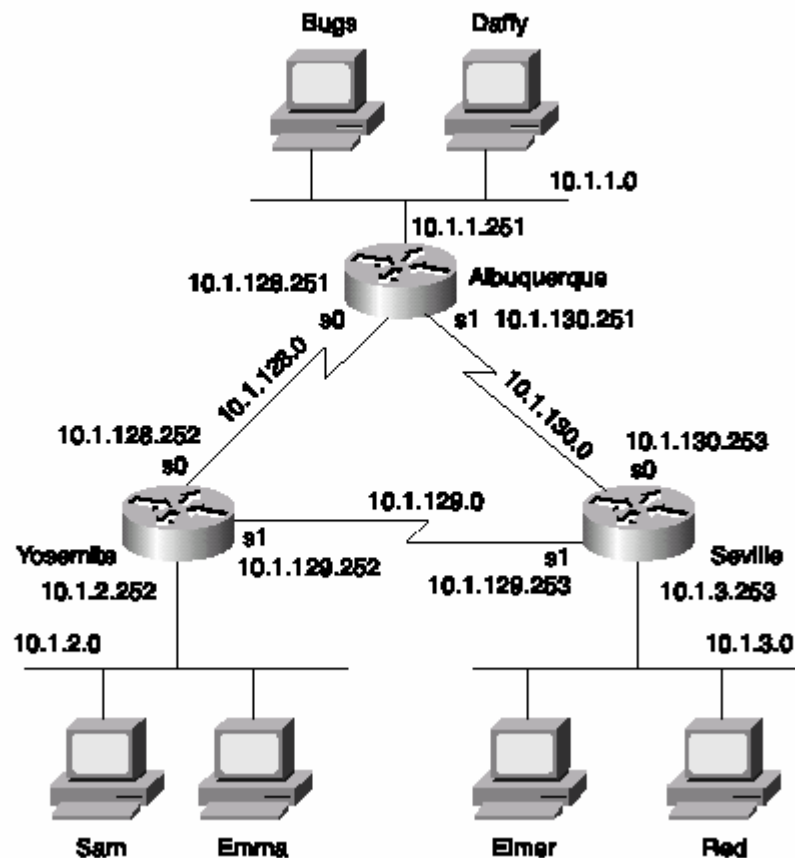 Bugs Daffy
10.1.1.0
10.1.1.251
10.1.128.251 Albuquerque
s0 s1 10.1.130.251
10.1.128.0
10.1.130.0
10.1.128.252
s0
10.1.130.253
s0
10.1.129.0
Yosemite s1
10.1.129.252
s1 Seville
10.1.129.253
10.1.2.252
10.1.3.253
10.1.2.0
10.1.3.0
Sam Emma Elmer Red